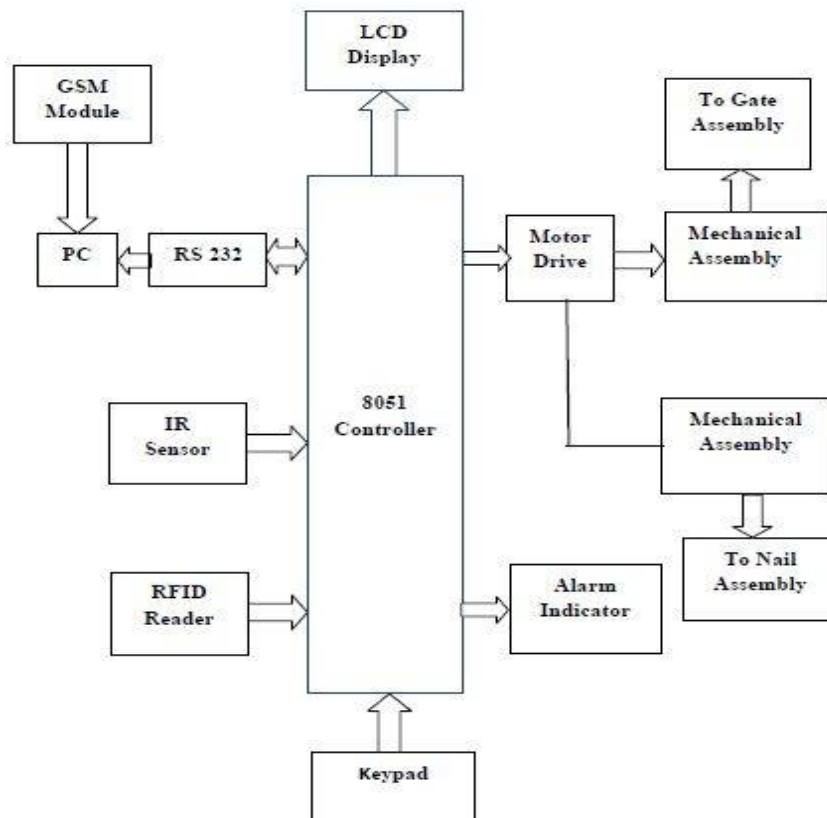 LCD
Display
GSM
Module
To Gate
Assembly
PC
RS 232
Motor
Drive
Mechanical
Assembly
8051
Controller
IR
Sensor
Mechanical
Assembly
RFID
Reader
Alarm
Indicator
To Nail
Assembly
Keypad